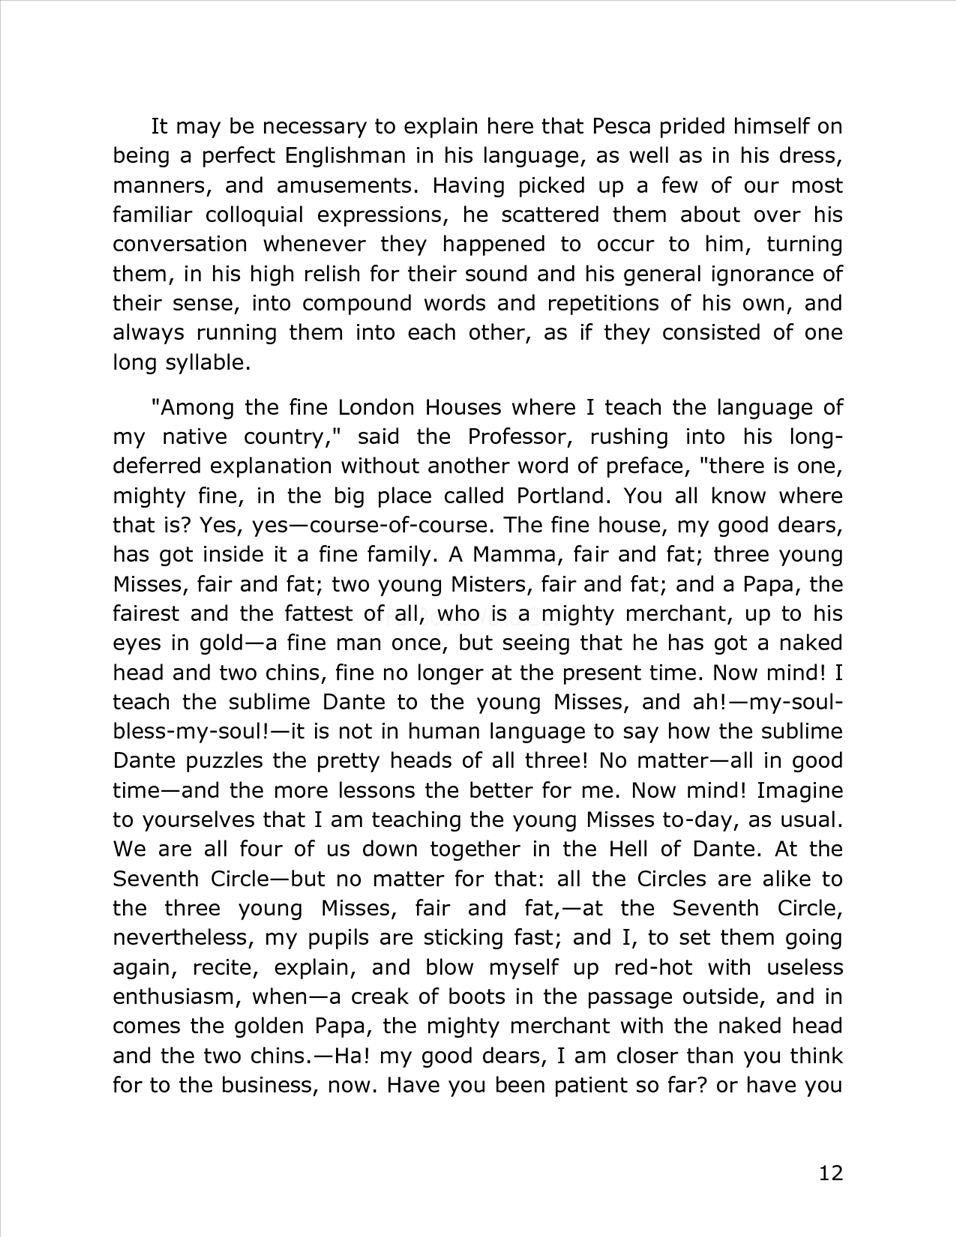 It may be necessary to explain here that Pesca prided himself on
being a perfect Englishman in his language, as well as in his dress,
manners, and amusements. Having picked up a few of our most
familiar colloquial expressions, he scattered them about over his
conversation whenever they happened to occur to him, turning
them, in his high relish for their sound and his general ignorance of
their sense, into compound words and repetitions of his own, and
always running them into each other, as if they consisted of one
long syllable.
"Among the fine London Houses where I teach the language of
my native country," said the Professor, rushing into his long-
deferred explanation without another word of preface, "there is one,
mighty fine, in the big place called Portland. You all know where
that is? Yes, yes—course-of-course. The fine house, my good dears,
has got inside it a fine family. A Mamma, fair and fat; three young
Misses, fair and fat; two young Misters, fair and fat; and a Papa, the
fairest and the fattest of all, who is a mighty merchant, up to his
eyes in gold—a fine man once, but seeing that he has got a naked
head and two chins, fine no longer at the present time. Now mind! I
teach the sublime Dante to the young Misses, and ah!—my-soul-
bless-my-soul!—it is not in human language to say how the sublime
Dante puzzles the pretty heads of all three! No matter—all in good
time—and the more lessons the better for me. Now mind! Imagine
to yourselves that I am teaching the young Misses to-day, as usual.
We are all four of us down together in the Hell of Dante. At the
Seventh Circle—but no matter for that: all the Circles are alike to
the three young Misses, fair and fat,—at the Seventh Circle,
nevertheless, my pupils are sticking fast; and I, to set them going
again, recite, explain, and blow myself up red-hot with useless
enthusiasm, when—a creak of boots in the passage outside, and in
comes the golden Papa, the mighty merchant with the naked head
and the two chins.—Ha! my good dears, I am closer than you think
for to the business, now. Have you been patient so far? or have you
12